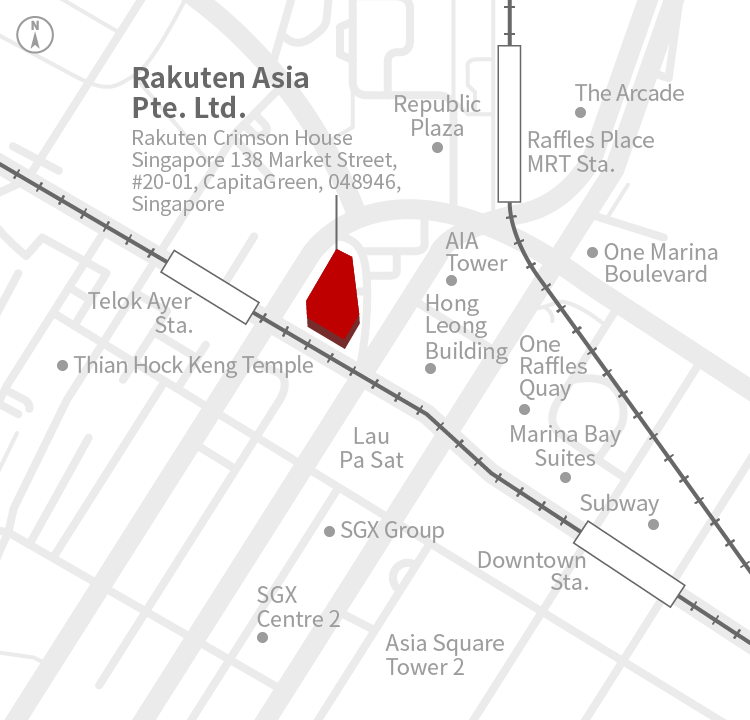 N
Rakuten Asia
Pte. Ltd.
Rakuten Crimson House
Singapore 138 Market Street,
#20-01, CapitaGreen, 048946,
Singapore
Republic
Plaza
The Arcade
Raffles Place
MRT Sta.
AIA
Tower
One Marina
Boulevard
Telok Ayer
Sta.
Hong
Leong
Building
One
Raffles
Quay
Thian Hock Keng Temple
Lau
Pa Sat
Marina Bay
Suites
Subway
SGX Group
Downtown
Sta.
SGX
Centre 2
Asia Square
Tower 2